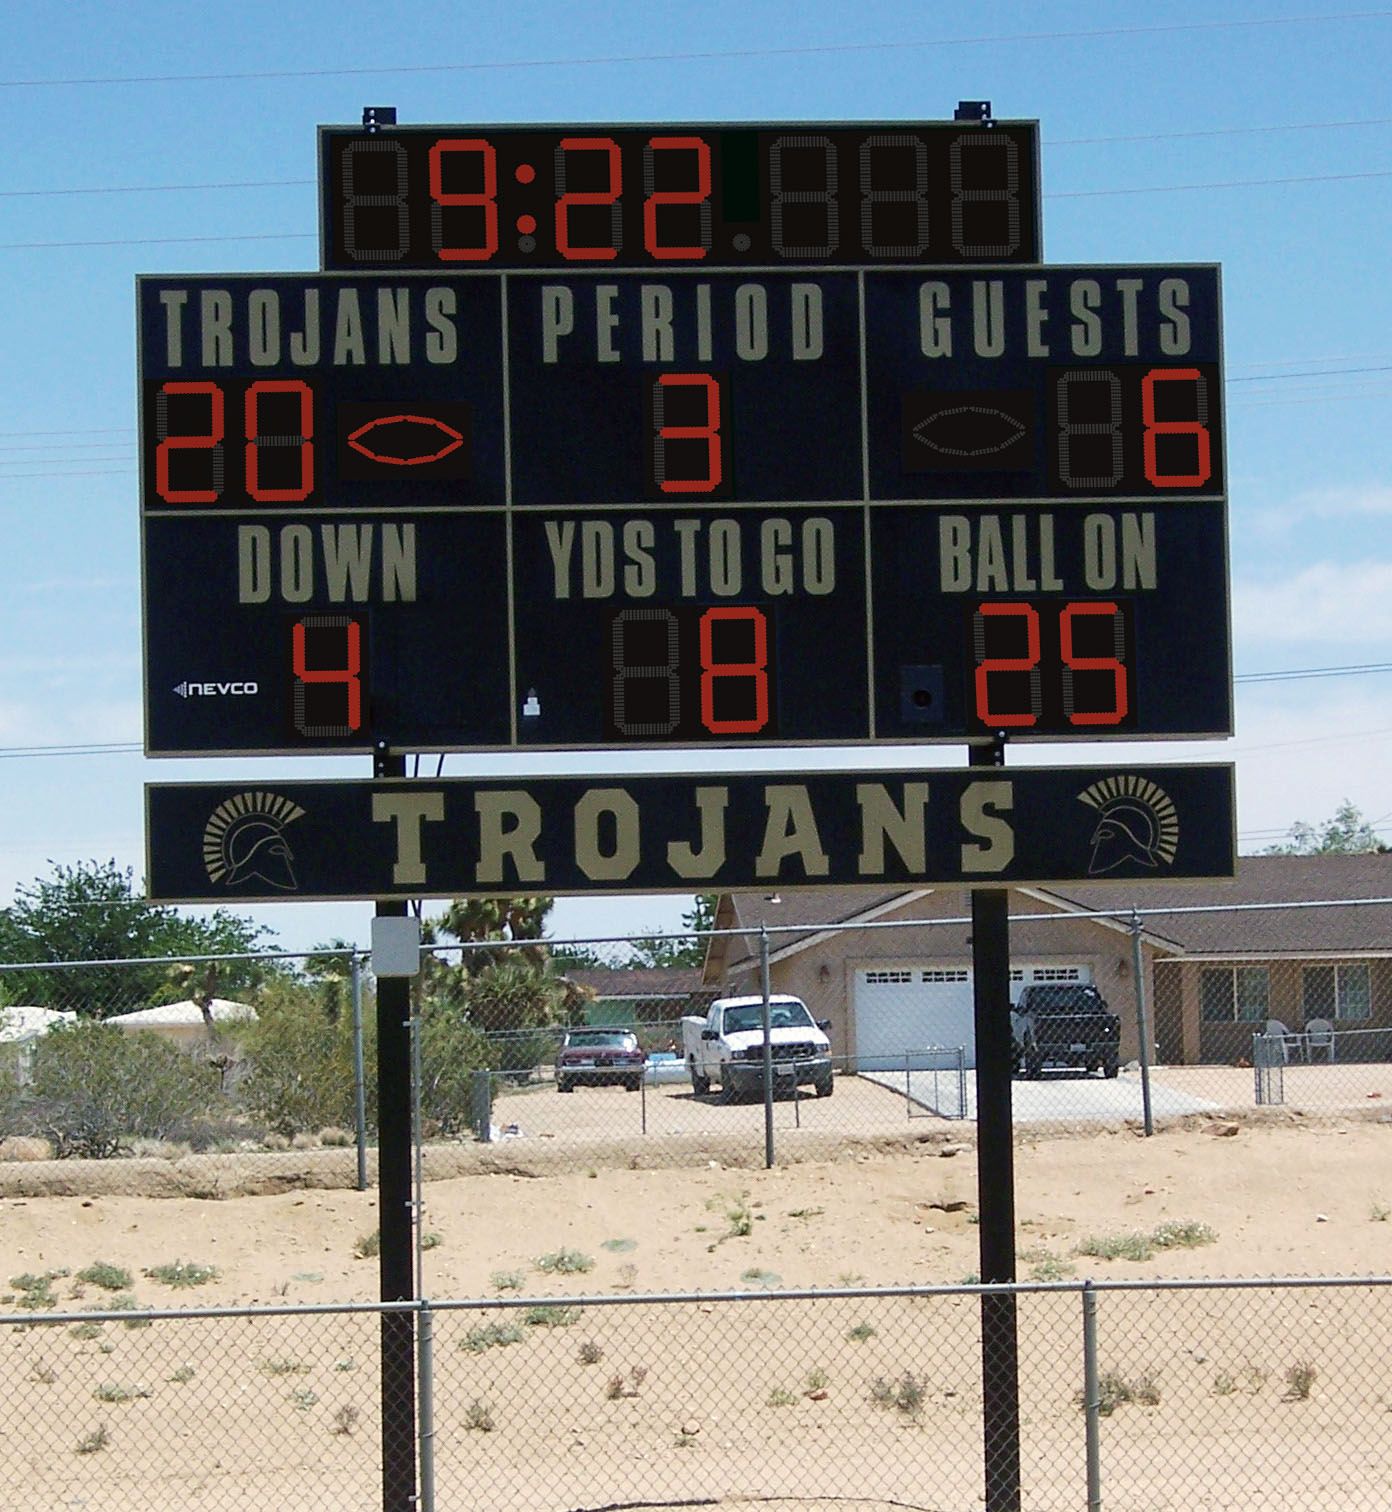 9:22
TROJANS PERIOD GUESTS
20 3 6
DOWN YDS TO GO BALL ON
4 8 25
NEVCO
TROJANS